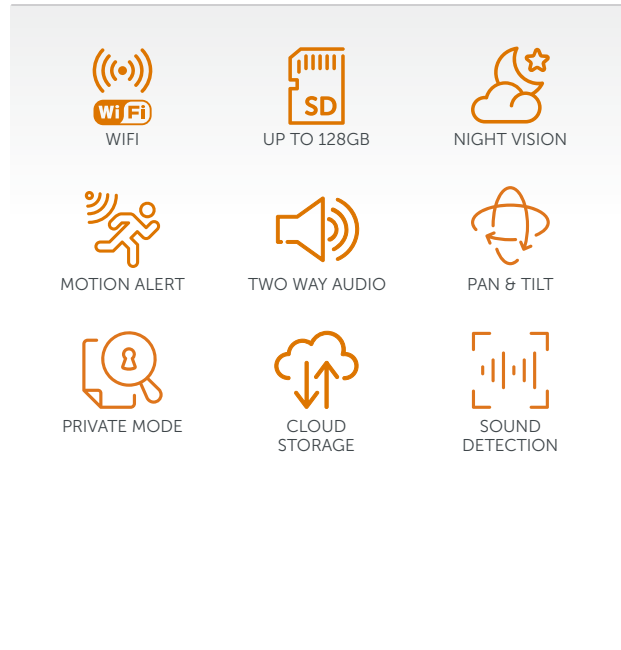 SD
WiFi
WIFI
UP TO 128GB
NIGHT VISION
MOTION ALERT
TWO WAY AUDIO
PAN & TILT
PRIVATE MODE
CLOUD
STORAGE
SOUND
DETECTION